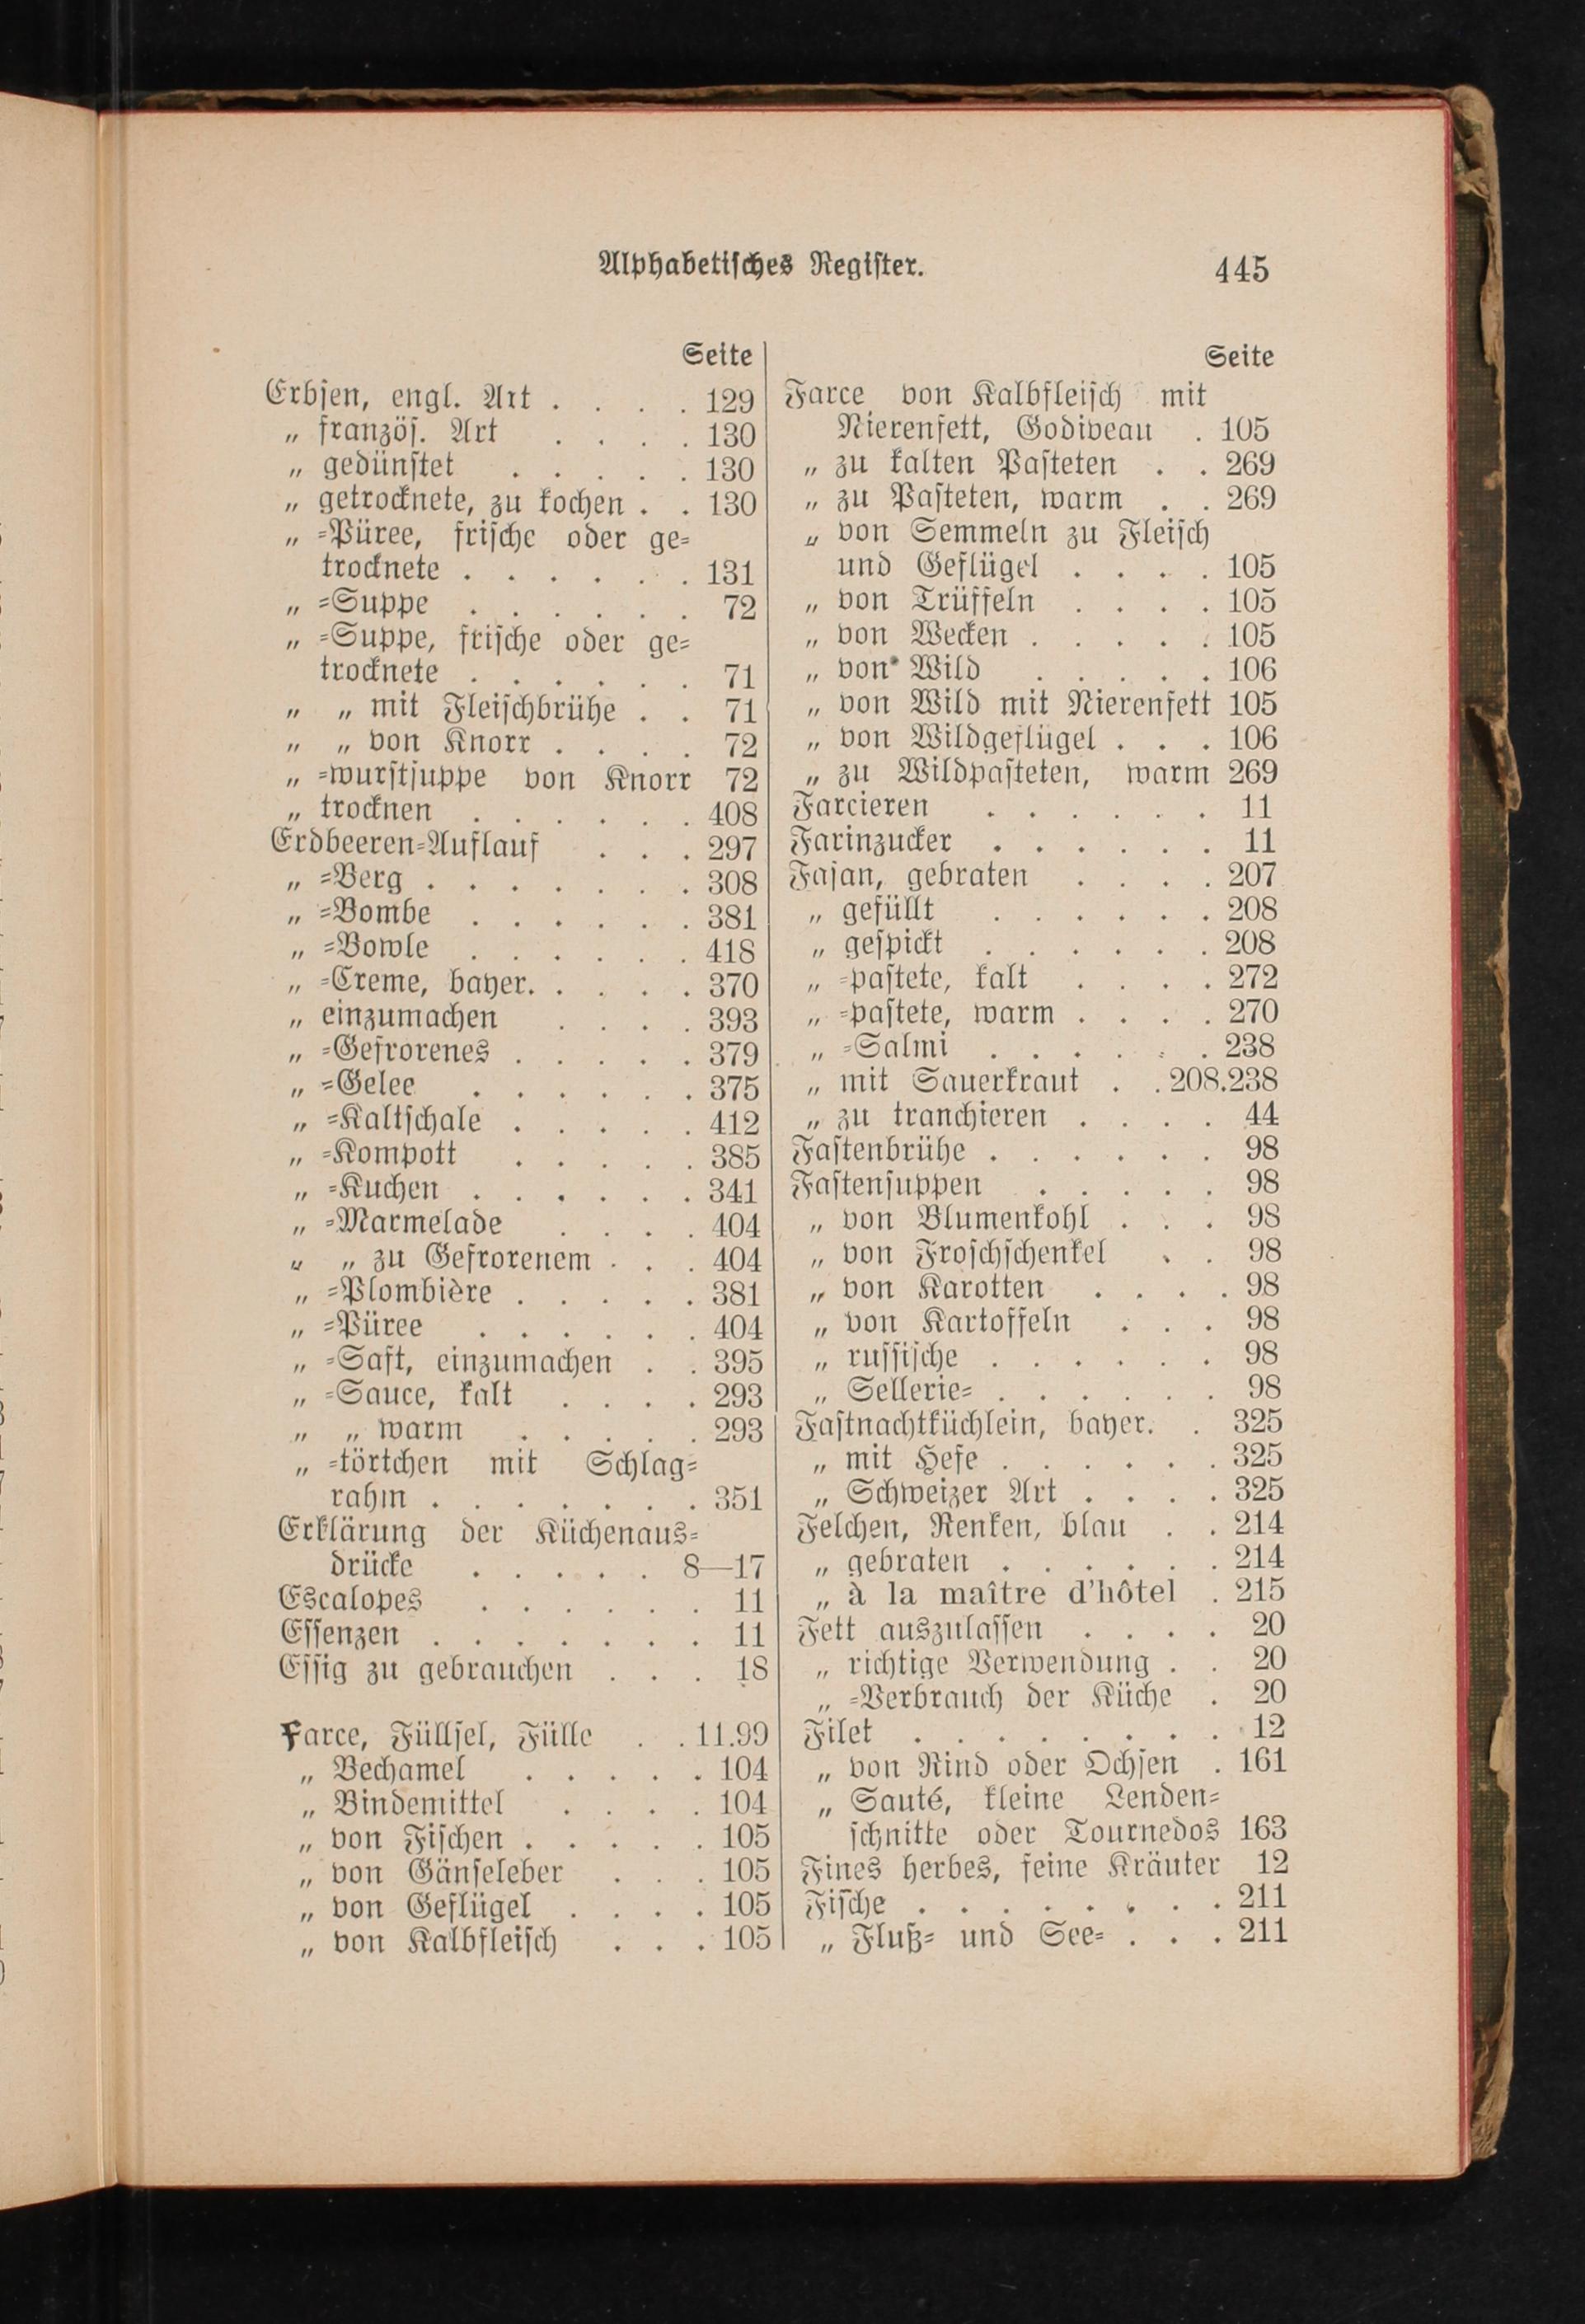 Alphabetisches Register. 445
Seite
Erbsen, engl. Art . . . . 129
„ französ. Art . . . . 130
„ gedünstet . . . . . 130
„ getrocknete, zu kochen . . 130
„ =Püree, frische oder ge=
trocknete . . . . . . 131
„ =Suppe . . . . . . 72
„ =Suppe, frische oder ge=
trocknete . . . . . . 71
„ „ mit Fleischbrühe . . 71
„ „ von Knorr . . . . 72
„ =wurstsuppe von Knorr 72
„ trocknen . . . . . . 408
Erdbeeren=Auflauf . . . 297
„ =Berg . . . . . . . 308
„ =Bombe . . . . . . 381
„ =Bowle . . . . . . 418
„ =Creme, bayer. . . . . 370
„ einzumachen . . . . 393
„ =Gefrorenes . . . . . 379
„ =Gelee . . . . . . 375
„ =Kaltschale . . . . . 412
„ =Kompott . . . . . 385
„ =Kuchen . . . . . . 341
„ =Marmelade . . . . 404
„ „ zu Gefrorenem . . . 404
„ =Plombière . . . . . 381
„ =Püree . . . . . . 404
„ =Saft, einzumachen . . 395
„ =Sauce, kalt . . . . 293
„ „ warm . . . . . 293
„ =törtchen mit Schlag=
rahm . . . . . . . 351
Erklärung der Küchenaus=
drücke . . . . . 8—17
Escalopes . . . . . . 11
Essenzen . . . . . . . 11
Essig zu gebrauchen . . . 18
Farce, Füllsel, Fülle . . 11.99
„ Bechamel . . . . . 104
„ Bindemittel . . . . 104
„ von Fischen . . . . . 105
„ von Gänseleber . . . 105
„ von Geflügel . . . . 105
„ von Kalbfleisch . . . 105
Seite
Farce von Kalbfleisch mit
Nierenfett, Godiveau . 105
„ zu kalten Pasteten . . 269
„ zu Pasteten, warm . . 269
„ von Semmeln zu Fleisch
und Geflügel . . . . 105
„ von Trüffeln . . . . 105
„ von Wecken . . . . . 105
„ von Wild . . . . . 106
„ von Wild mit Nierenfett 105
„ von Wildgeflügel . . . 106
„ zu Wildpasteten, warm 269
Farcieren . . . . . . 11
Farinzucker . . . . . . 11
Fasan, gebraten . . . . 207
„ gefüllt . . . . . . 208
„ gespickt . . . . . . 208
„ =pastete, kalt . . . . 272
„ =pastete, warm . . . . 270
„ =Salmi . . . . . . 238
„ mit Sauerkraut . . 208.238
„ zu tranchieren . . . . 44
Fastenbrühe . . . . . . 98
Fastensuppen . . . . . 98
„ von Blumenkohl . . . 98
„ von Froschschenkel . . 98
„ von Karotten . . . . 98
„ von Kartoffeln . . . 98
„ russische . . . . . . 98
„ Sellerie= . . . . . . 98
Fastnachtküchlein, bayer. . 325
„ mit Hefe . . . . . . 325
„ Schweizer Art . . . . 325
Felchen, Renken, blau . . 214
„ gebraten . . . . . . 214
„ à la maître d'hôtel . 215
Fett auszulassen . . . . 20
„ richtige Verwendung . . 20
„ =Verbrauch der Küche . 20
Filet . . . . . . . . 12
„ von Rind oder Ochsen . 161
„ Sauté, kleine Lenden=
schnitte oder Tournedos 163
Fines herbes, feine Kräuter 12
Fische . . . . . . . . 211
„ Fluß= und See= . . . 211